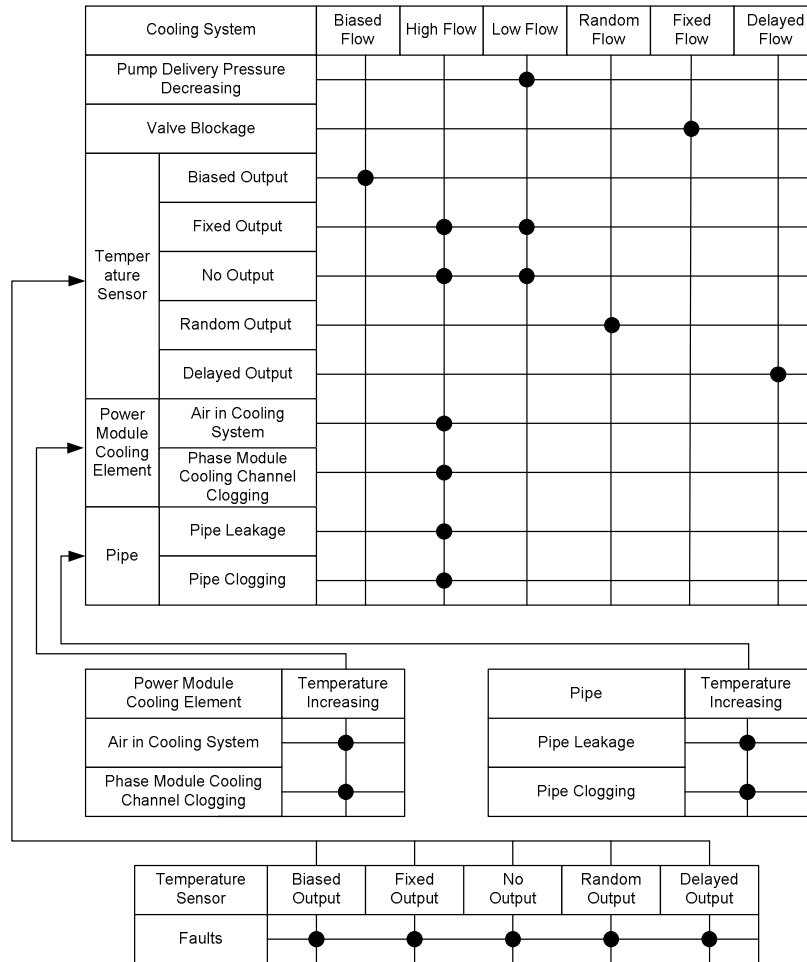 Cooling System
Biased
Flow
High Flow
Low Flow
Random
Flow
Fixed
Flow
Delayed
Flow
Pump Delivery Pressure
Decreasing
Valve Blockage
Temper
ature
Sensor
Biased Output
Fixed Output
No Output
Random Output
Delayed Output
Power
Module
Cooling
Element
Air in Cooling
System
Phase Module
Cooling Channel
Clogging
Pipe
Pipe Leakage
Pipe Clogging
Power Module
Cooling Element
Temperature
Increasing
Air in Cooling System
Phase Module Cooling
Channel Clogging
Pipe
Temperature
Increasing
Pipe Leakage
Pipe Clogging
Temperature
Sensor
Biased
Output
Fixed
Output
No
Output
Random
Output
Delayed
Output
Faults